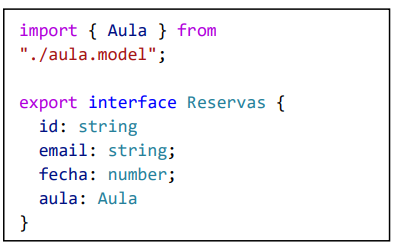 import { Aula } from
"./aula.model";
export interface Reservas {
id: string
email: string;
fecha: number;
aula: Aula
}